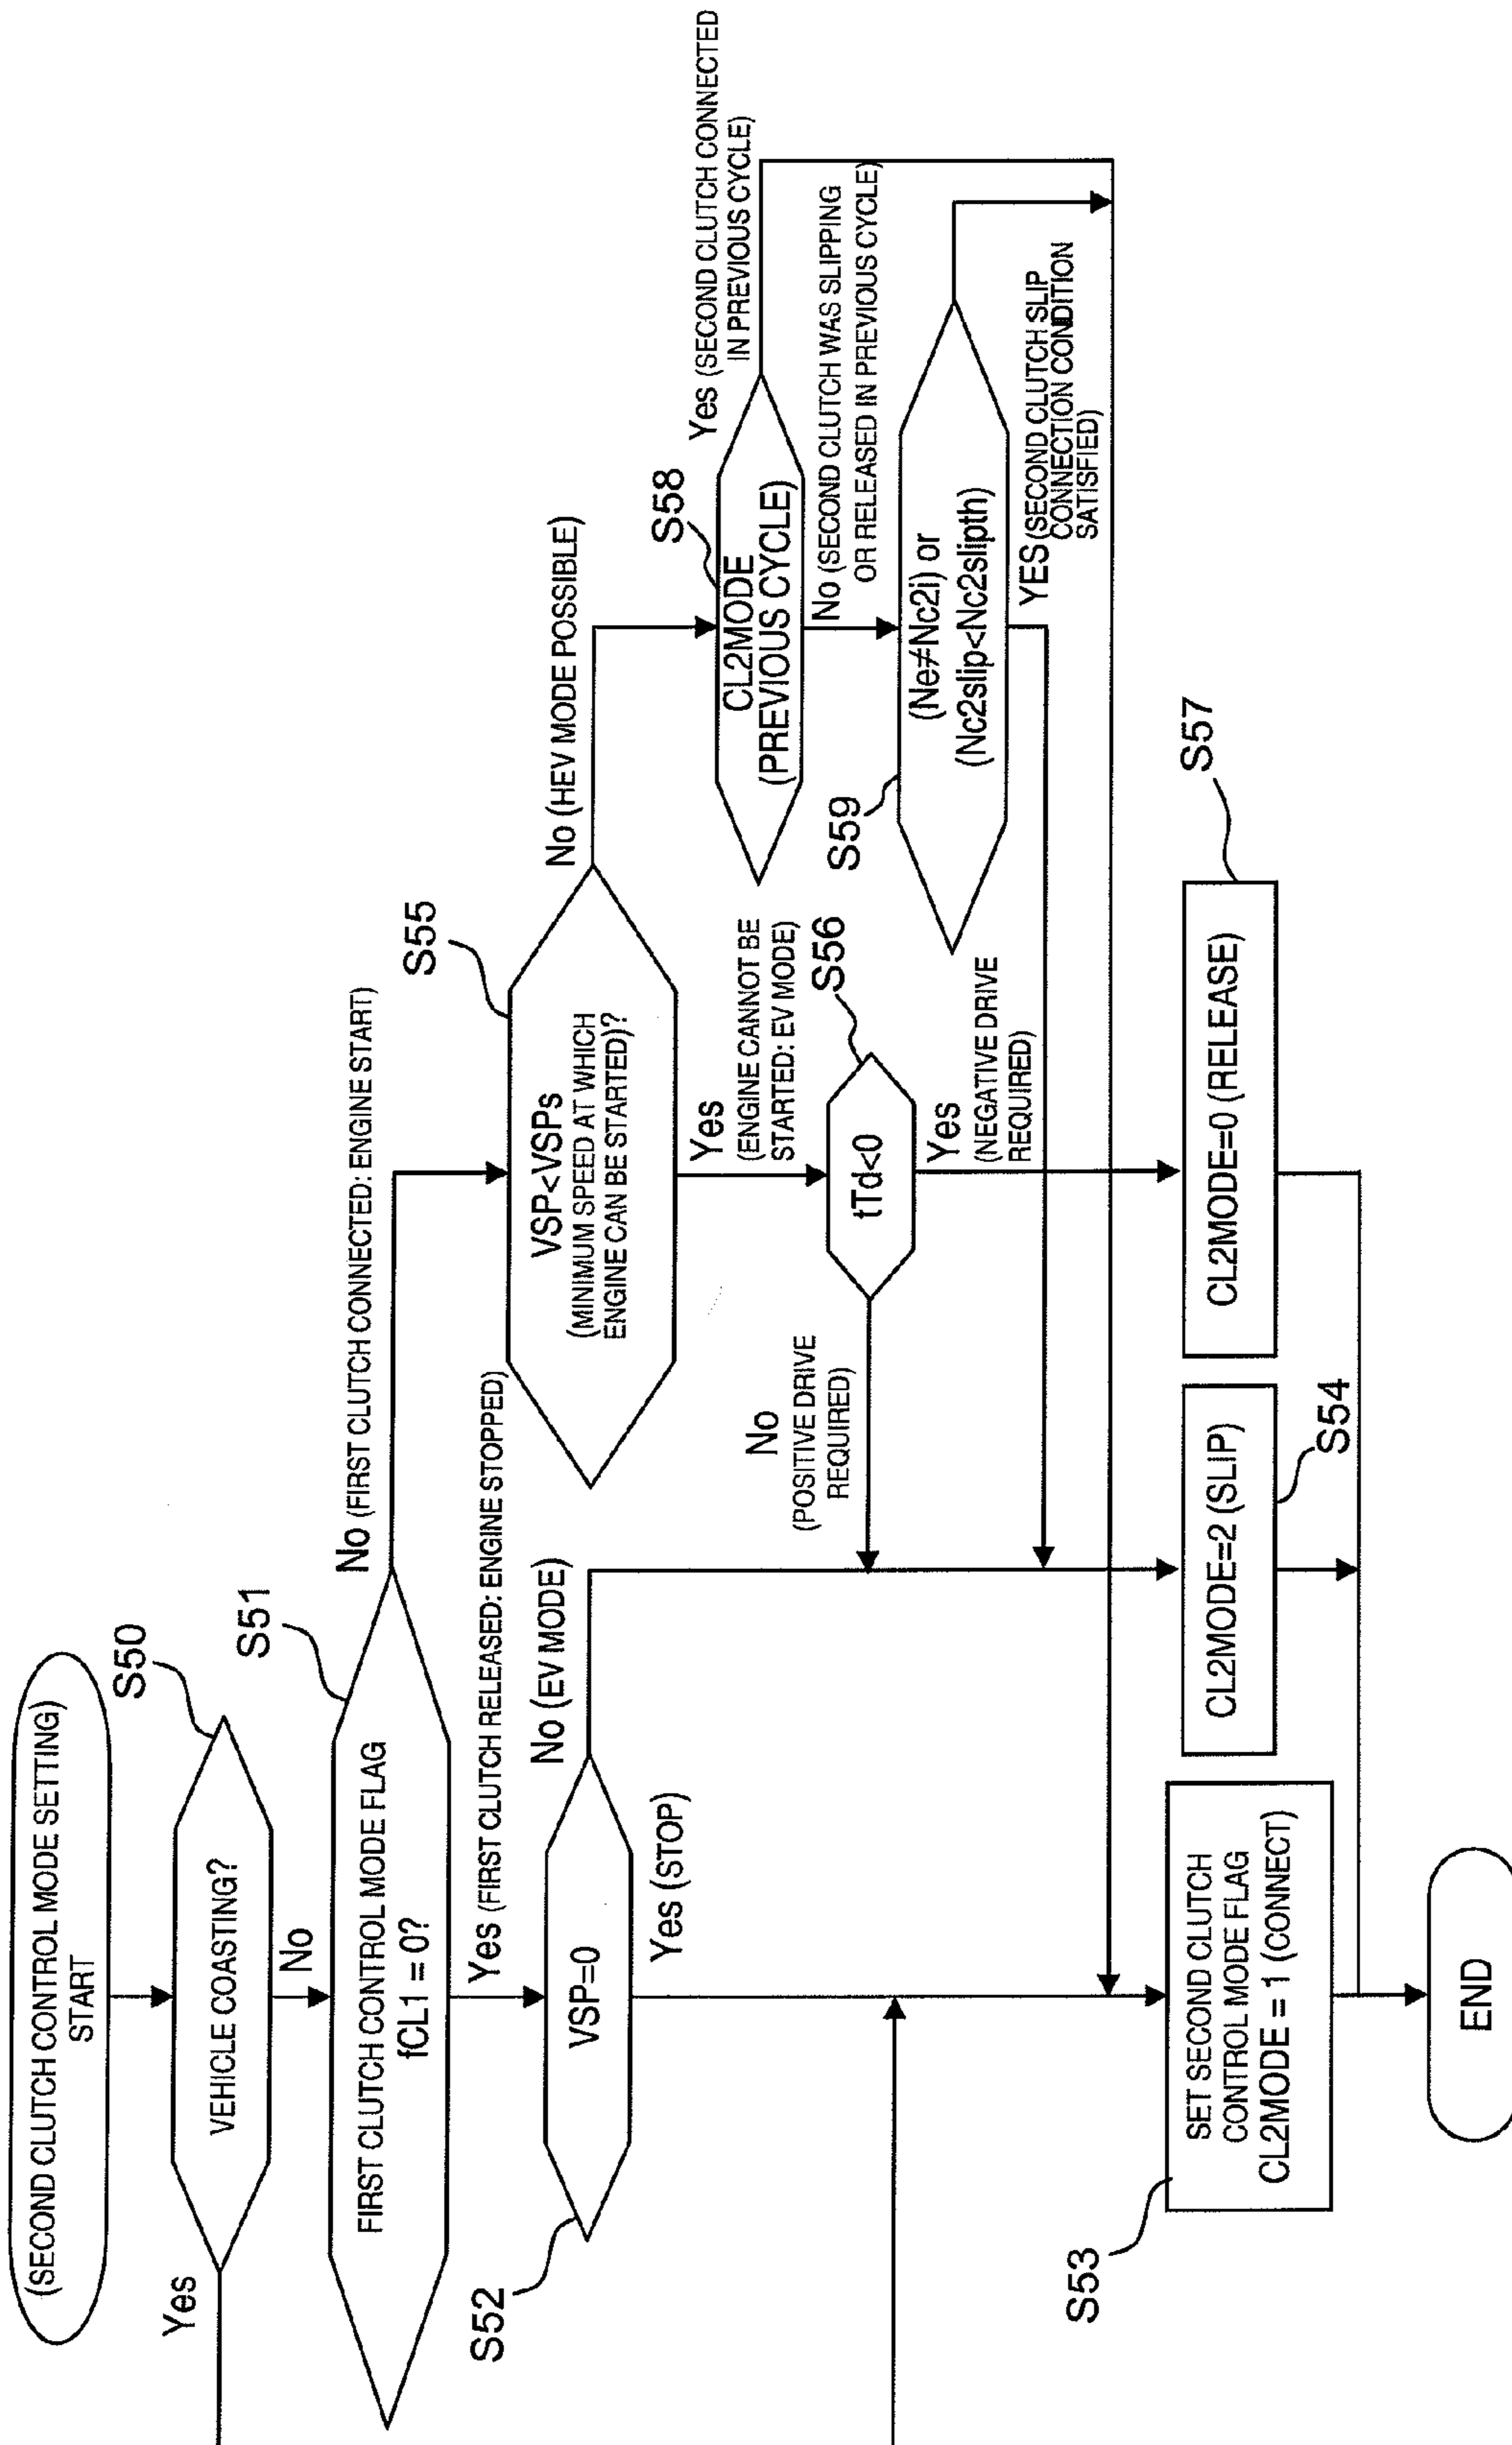 (SECOND CLUTCH CONTROL MODE SETTING)
START
S50
VEHICLE COASTING?
Yes
No
S51
FIRST CLUTCH CONTROL MODE FLAG
fCL1 = 0?
No (FIRST CLUTCH CONNECTED: ENGINE START)
Yes (FIRST CLUTCH RELEASED: ENGINE STOPPED)
S52
VSP=0
No (EV MODE)
Yes (STOP)
S55
VSP<VSPs
(MINIMUM SPEED AT WHICH
ENGINE CAN BE STARTED)?
No (HEV MODE POSSIBLE)
Yes
(ENGINE CANNOT BE
STARTED: EV MODE)
S56
tTd<0
No
(POSITIVE DRIVE
REQUIRED)
Yes
(NEGATIVE DRIVE
REQUIRED)
S58
CL2MODE
(PREVIOUS CYCLE)
Yes (SECOND CLUTCH CONNECTED
IN PREVIOUS CYCLE)
No (SECOND CLUTCH WAS SLIPPING
OR RELEASED IN PREVIOUS CYCLE)
S59
(Ne≠Nc2i) or
(Nc2slip<Nc2slipth)
YES (SECOND CLUTCH SLIP
CONNECTION CONDITION
SATISFIED)
S53
SET SECOND CLUTCH
CONTROL MODE FLAG
CL2MODE = 1 (CONNECT)
CL2MODE=2 (SLIP)
S54
CL2MODE=0 (RELEASE)
S57
END